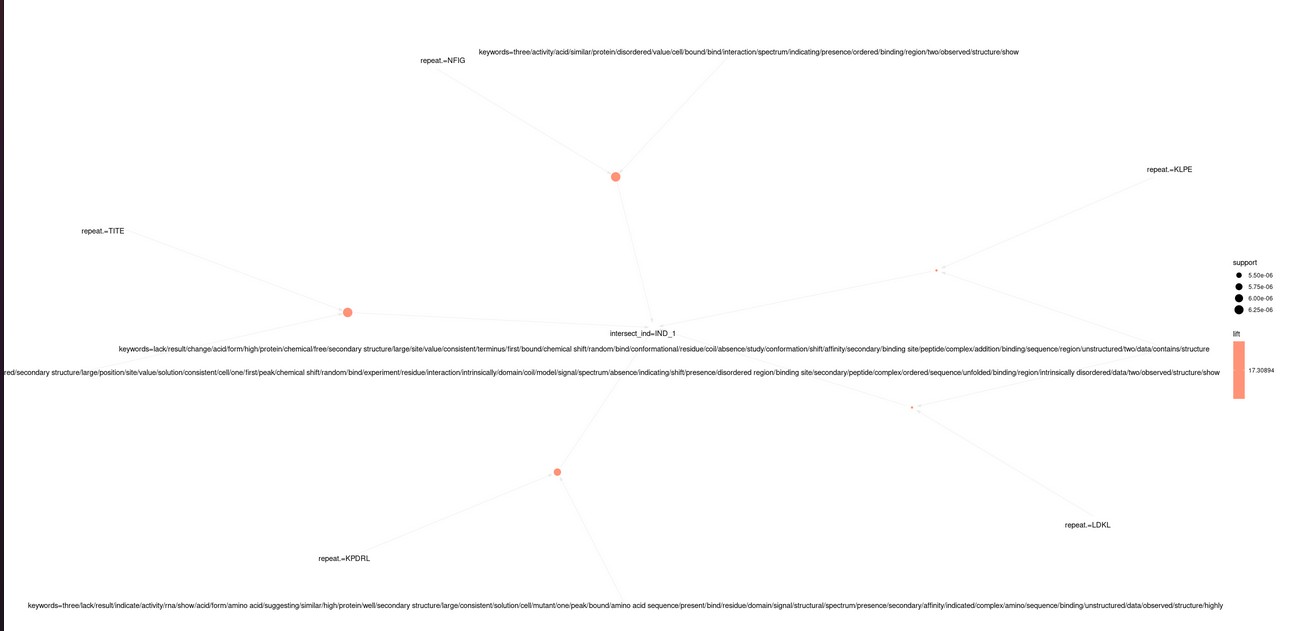 keywords=three/activity/acid/similar/protein/disordered/value/cell/bound/bind/interaction/spectrum/indicating/presence/ordered/binding/region/two/observed/structure/show
repeat.=NFIG
repeat.=KLPE
repeat.=TITE
support
5.50e-06
5.75e-06
6.00e-06
6.25e-06
intersect_ind=IND_1
lift
keywords=lack/result/change/acid/form/high/protein/chemical/free/secondary structure/large/site/value/consistent/terminus/first/bound/chemical shift/random/bind/conformational/residue/coil/absence/study/conformation/shift/affinity/secondary/binding site/peptide/complex/addition/binding/sequence/region/unstructured/two/data/contains/structure
17.30894
red/secondary structure/large/position/site/value/solution/consistent/cell/one/first/peak/chemical shift/random/bind/experiment/residue/interaction/intrinsically/domain/coil/model/signal/spectrum/absence/indicating/shift/presence/disordered region/binding site/secondary/peptide/complex/ordered/sequence/unfolded/binding/region/intrinsically disordered/data/two/observed/structure/show
repeat.=LDKL
repeat.=KPDRL
keywords=three/lack/result/indicate/activity/rna/show/acid/form/amino acid/suggesting/similar/high/protein/well/secondary structure/large/consistent/solution/cell/mutant/one/peak/bound/amino acid sequence/present/bind/residue/domain/signal/structural/spectrum/presence/secondary/affinity/indicated/complex/amino/sequence/binding/unstructured/data/observed/structure/highly